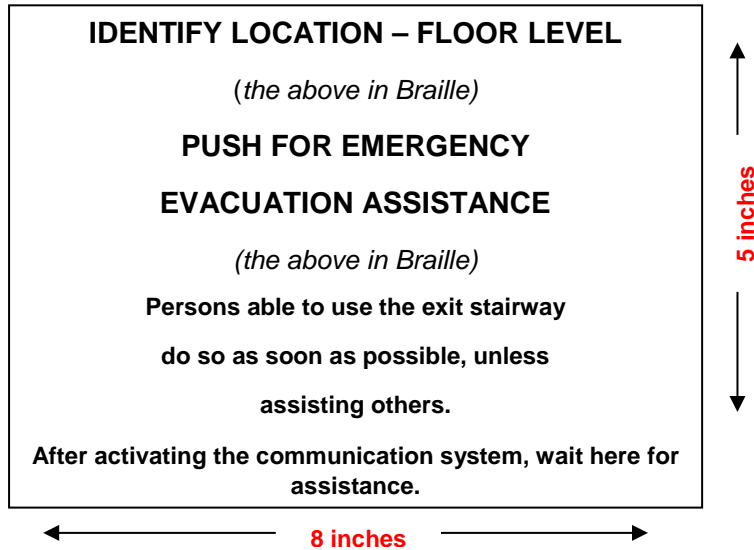 IDENTIFY LOCATION – FLOOR LEVEL
(the above in Braille)
PUSH FOR EMERGENCY
EVACUATION ASSISTANCE
(the above in Braille)
Persons able to use the exit stairway
do so as soon as possible, unless
assisting others.
After activating the communication system, wait here for
assistance.
5 inches
8 inches